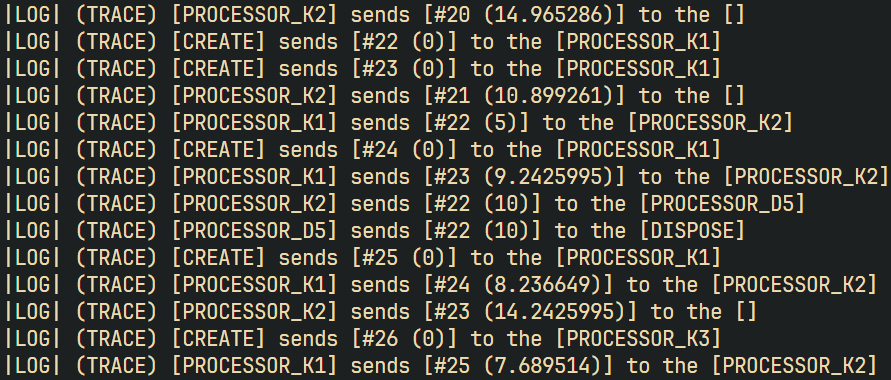 |LOG| (TRACE) [PROCESSOR_K2] sends [#20 (14.965286)] to the []
|LOG| (TRACE) [CREATE] sends [#22 (0)] to the [PROCESSOR_K1]
|LOG| (TRACE) [CREATE] sends [#23 (0)] to the [PROCESSOR_K1]
|LOG| (TRACE) [PROCESSOR_K2] sends [#21 (10.899261)] to the []
|LOG| (TRACE) [PROCESSOR_K1] sends [#22 (5)] to the [PROCESSOR_K2]
|LOG| (TRACE) [CREATE] sends [#24 (0)] to the [PROCESSOR_K1]
|LOG| (TRACE) [PROCESSOR_K1] sends [#23 (9.2425995)] to the [PROCESSOR_K2]
|LOG| (TRACE) [PROCESSOR_K2] sends [#22 (10)] to the [PROCESSOR_D5]
|LOG| (TRACE) [PROCESSOR_D5] sends [#22 (10)] to the [DISPOSE]
|LOG| (TRACE) [CREATE] sends [#25 (0)] to the [PROCESSOR_K1]
|LOG| (TRACE) [PROCESSOR_K1] sends [#24 (8.236649)] to the [PROCESSOR_K2]
|LOG| (TRACE) [PROCESSOR_K2] sends [#23 (14.2425995)] to the []
|LOG| (TRACE) [CREATE] sends [#26 (0)] to the [PROCESSOR_K3]
|LOG| (TRACE) [PROCESSOR_K1] sends [#25 (7.689514)] to the [PROCESSOR_K2]